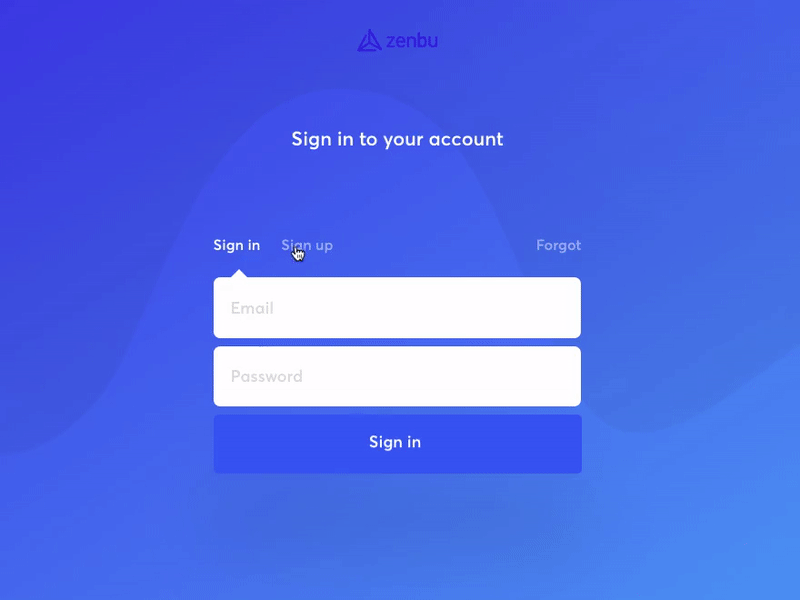 zenbu
Sign in to your account
Sign in Sign up Forgot
Email
Password
Sign in